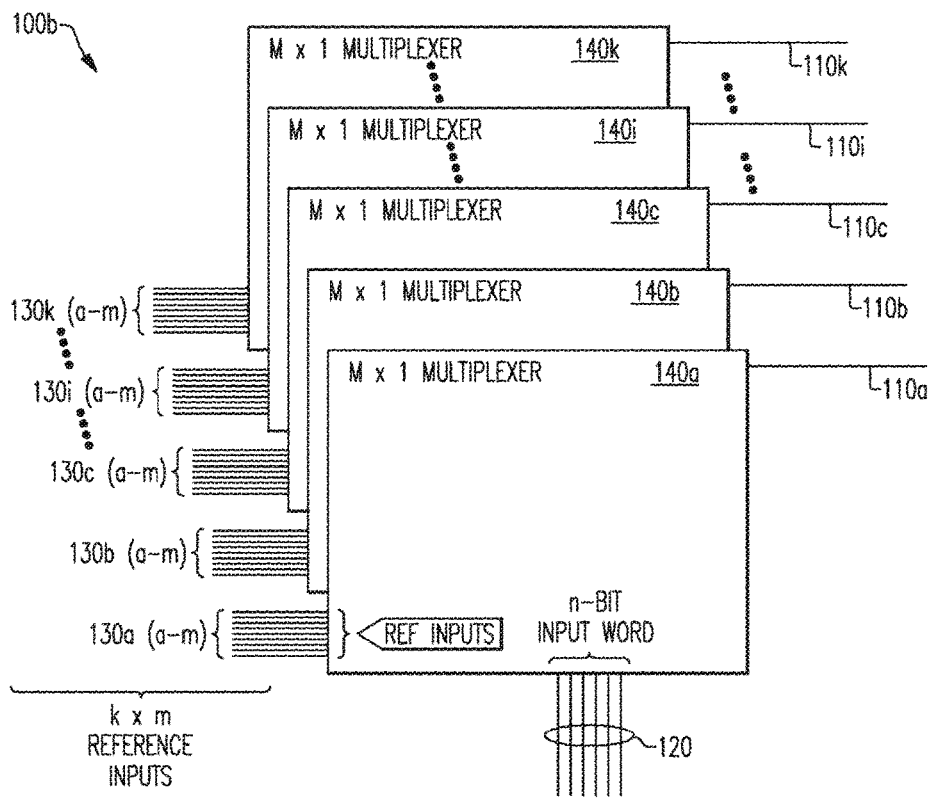 100b
M x 1 MULTIPLEXER 140k
110k
M x 1 MULTIPLEXER 140i
110i
M x 1 MULTIPLEXER 140c
110c
130k (a-m)
M x 1 MULTIPLEXER 140b
110b
130i (a-m)
M x 1 MULTIPLEXER 140a
110a
130c (a-m)
130b (a-m)
130a (a-m)
REF INPUTS
n-BIT
INPUT WORD
k x m
REFERENCE
INPUTS
120